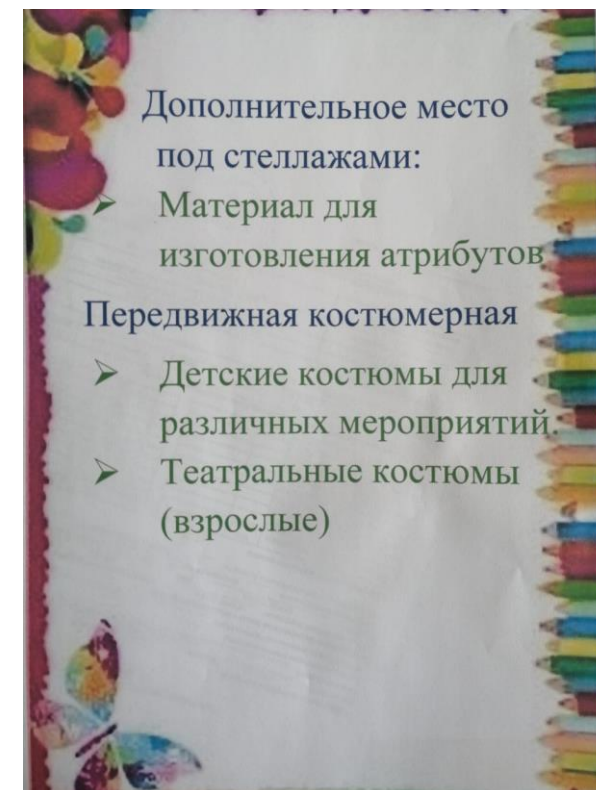 Дополнительное место
под стеллажами:
➢ Материал для
изготовления атрибутов
Передвижная костюмерная
➢ Детские костюмы для
различных мероприятий.
➢ Театральные костюмы
(взрослые)